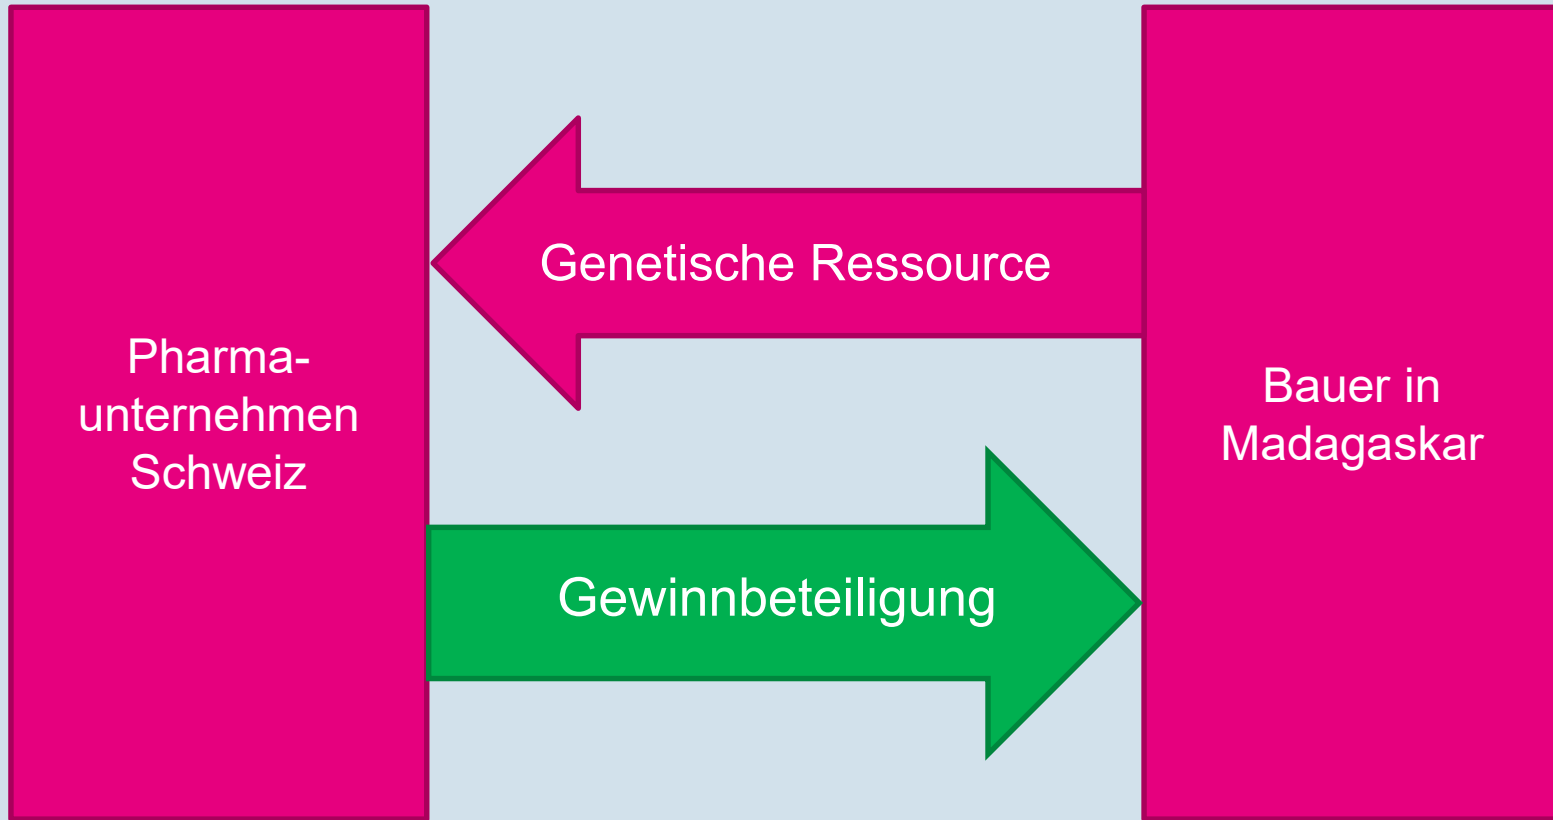 Pharma-
unternehmen
Schweiz
Genetische Ressource
Gewinnbeteiligung
Bauer in
Madagaskar